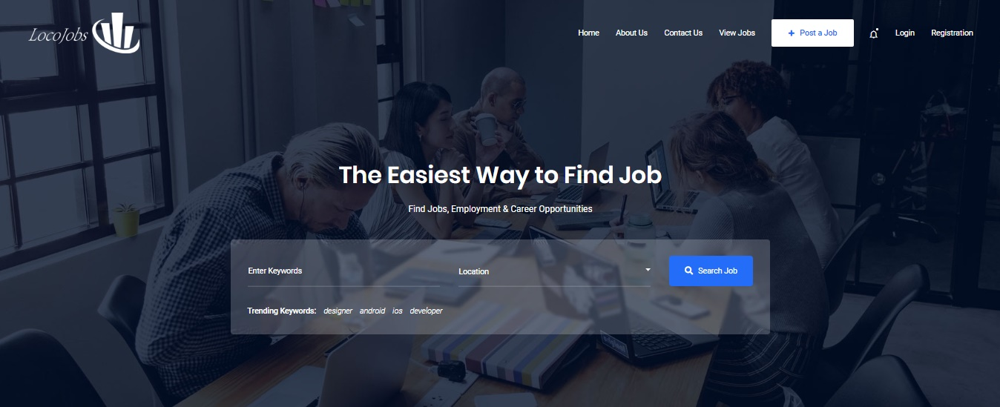 LocoJobs
Home About Us Contact Us View Jobs + Post a Job Login Registration
The Easiest Way to Find Job
Find Jobs, Employment & Career Opportunities
Enter Keywords Location Search Job
Trending Keywords: designer android ios developer